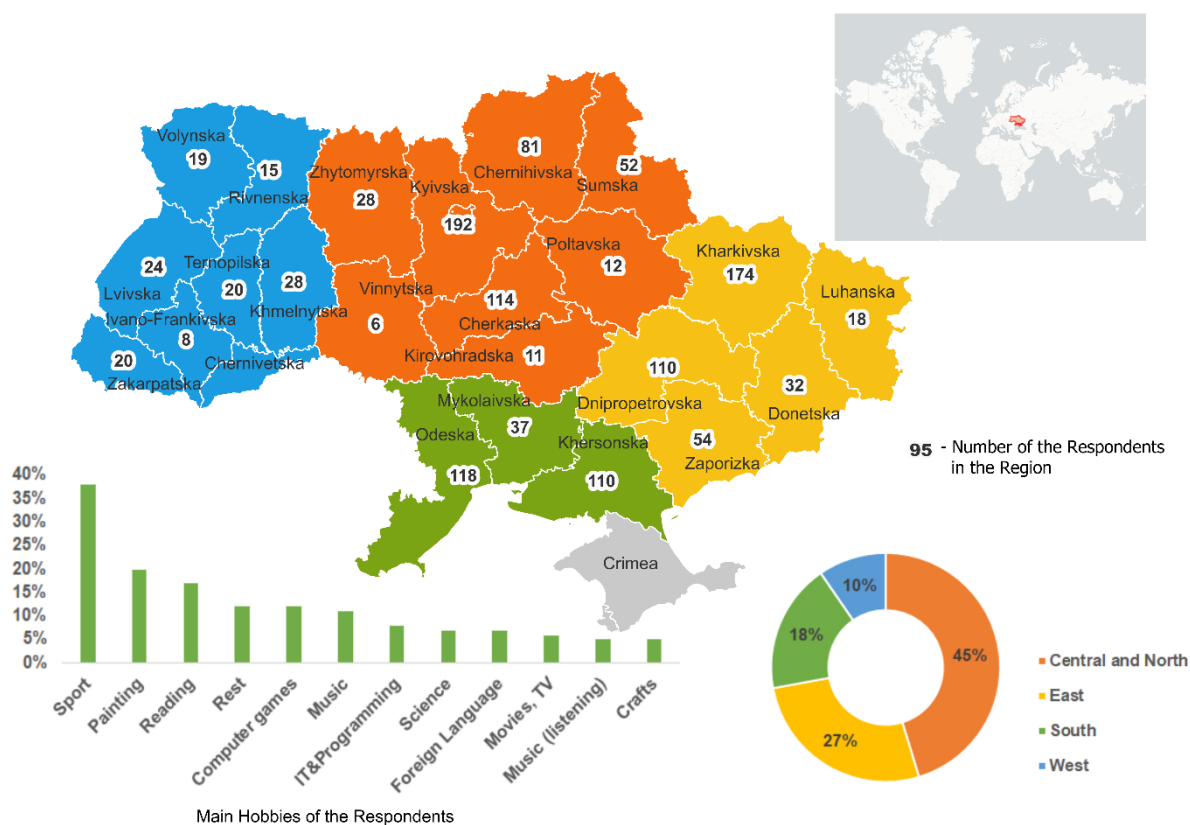 Volynska
19
15
Rivnenska
Zhytomyrska
28
Kyivska
192
81
Chernihivska
52
Sumska
24
Lvivska
Ternopilska
20
28
Khmelnytska
Ivano-Frankivska
8
20
Zakarpatska
Chernivetska
Vinnytska
6
114
Cherkaska
Poltavska
12
Kirovohradska
11
Kharkivska
174
Luhanska
18
110
Dnipropetrovska
32
Donetska
54
Zaporizka
Mykolaivska
37
Odeska
118
Khersonska
110
Crimea
95 - Number of the Respondents
in the Region
40%
35%
30%
25%
20%
15%
10%
5%
0%
Sport
Painting
Reading
Rest
Computer games
Music
IT&Programming
Science
Foreign Language
Movies, TV
Music (listening)
Crafts
Main Hobbies of the Respondents
10%
18%
45%
27%
Central and North
East
South
West